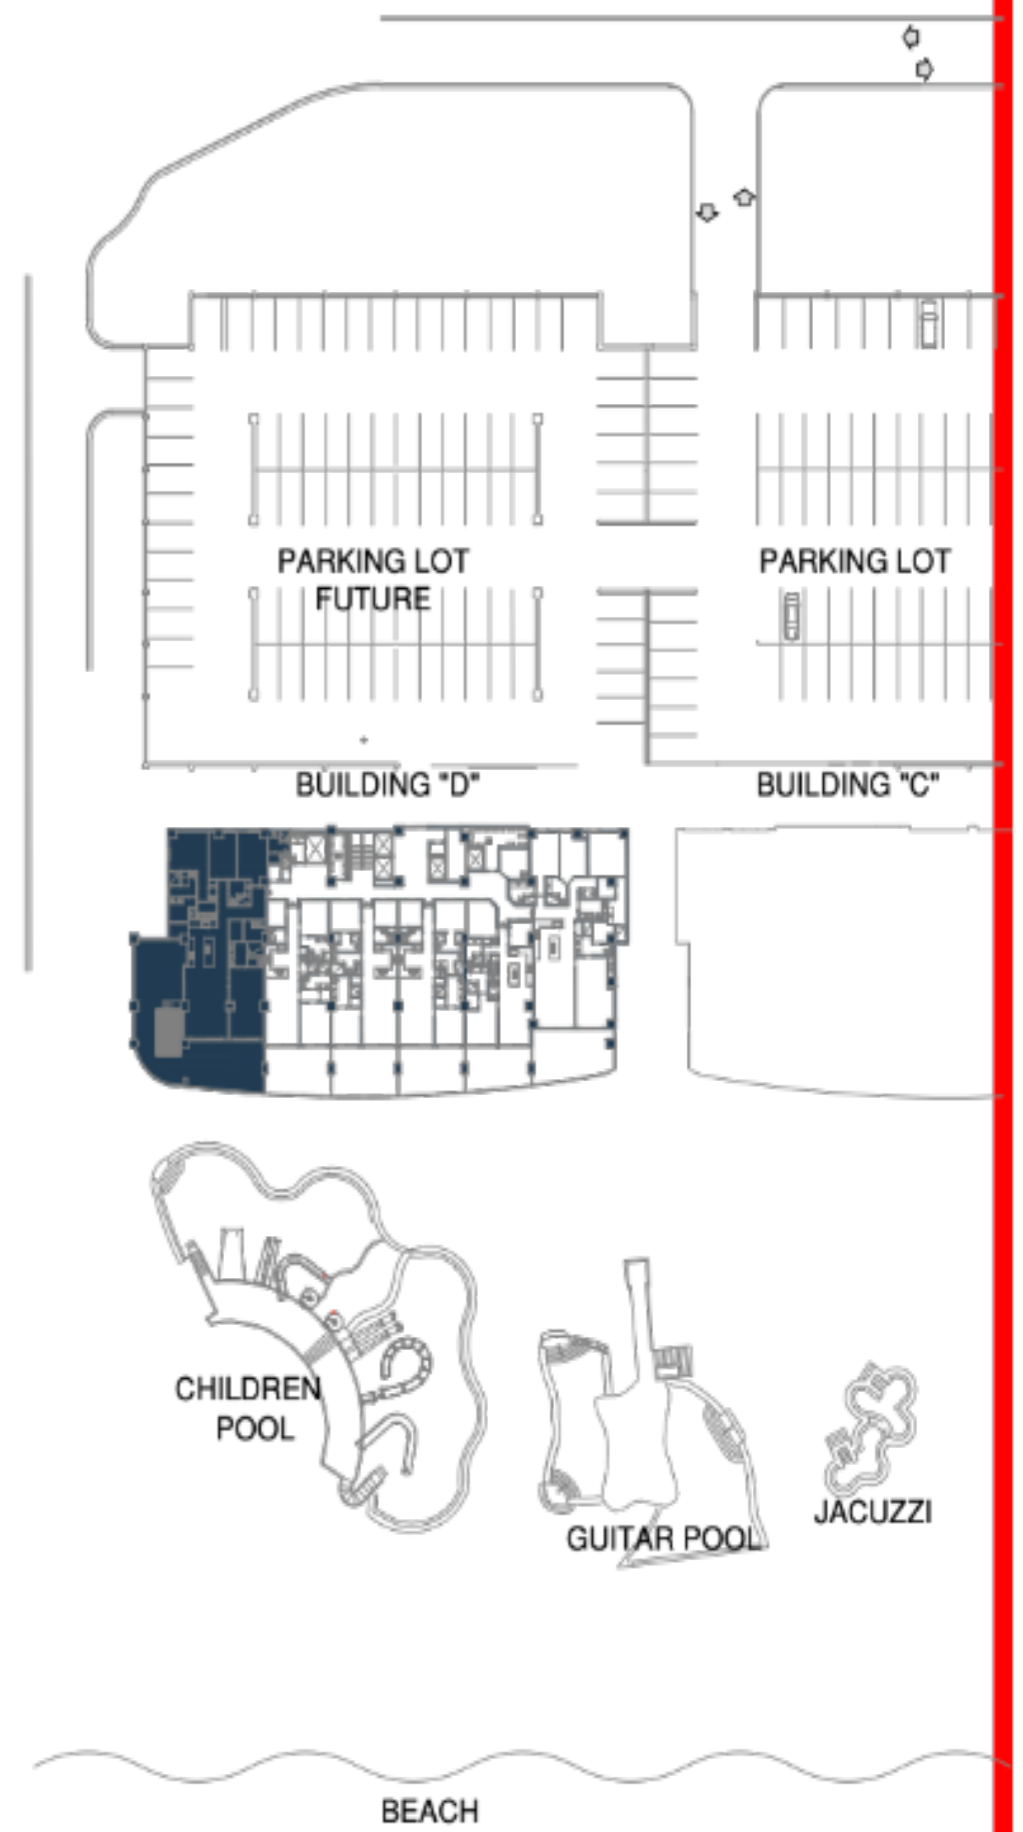 PARKING LOT
FUTURE
PARKING LOT
BUILDING "D"
BUILDING "C"
CHILDREN
POOL
GUITAR POOL
JACUZZI
BEACH